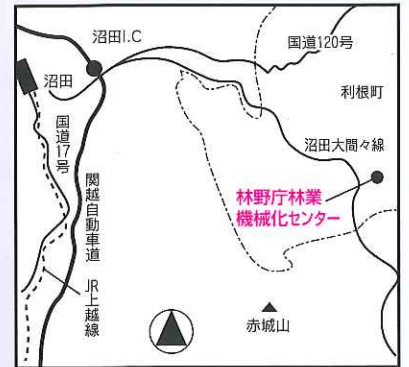 沼田I.C
国道120号
沼田
利根町
国道17号
沼田大間々線
関越自動車道
林野庁林業
機械化センター
JR上越線
赤城山